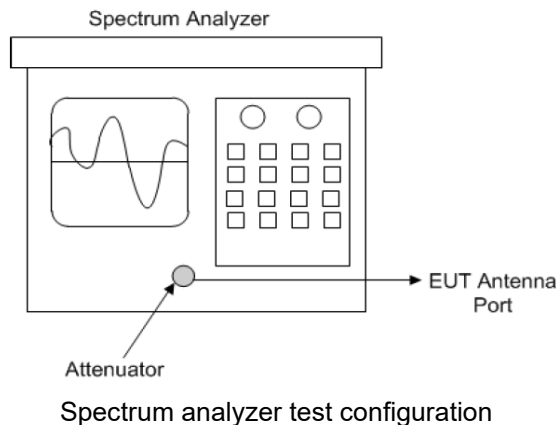 Spectrum Analyzer
EUT Antenna
Port
Attenuator
Spectrum analyzer test configuration